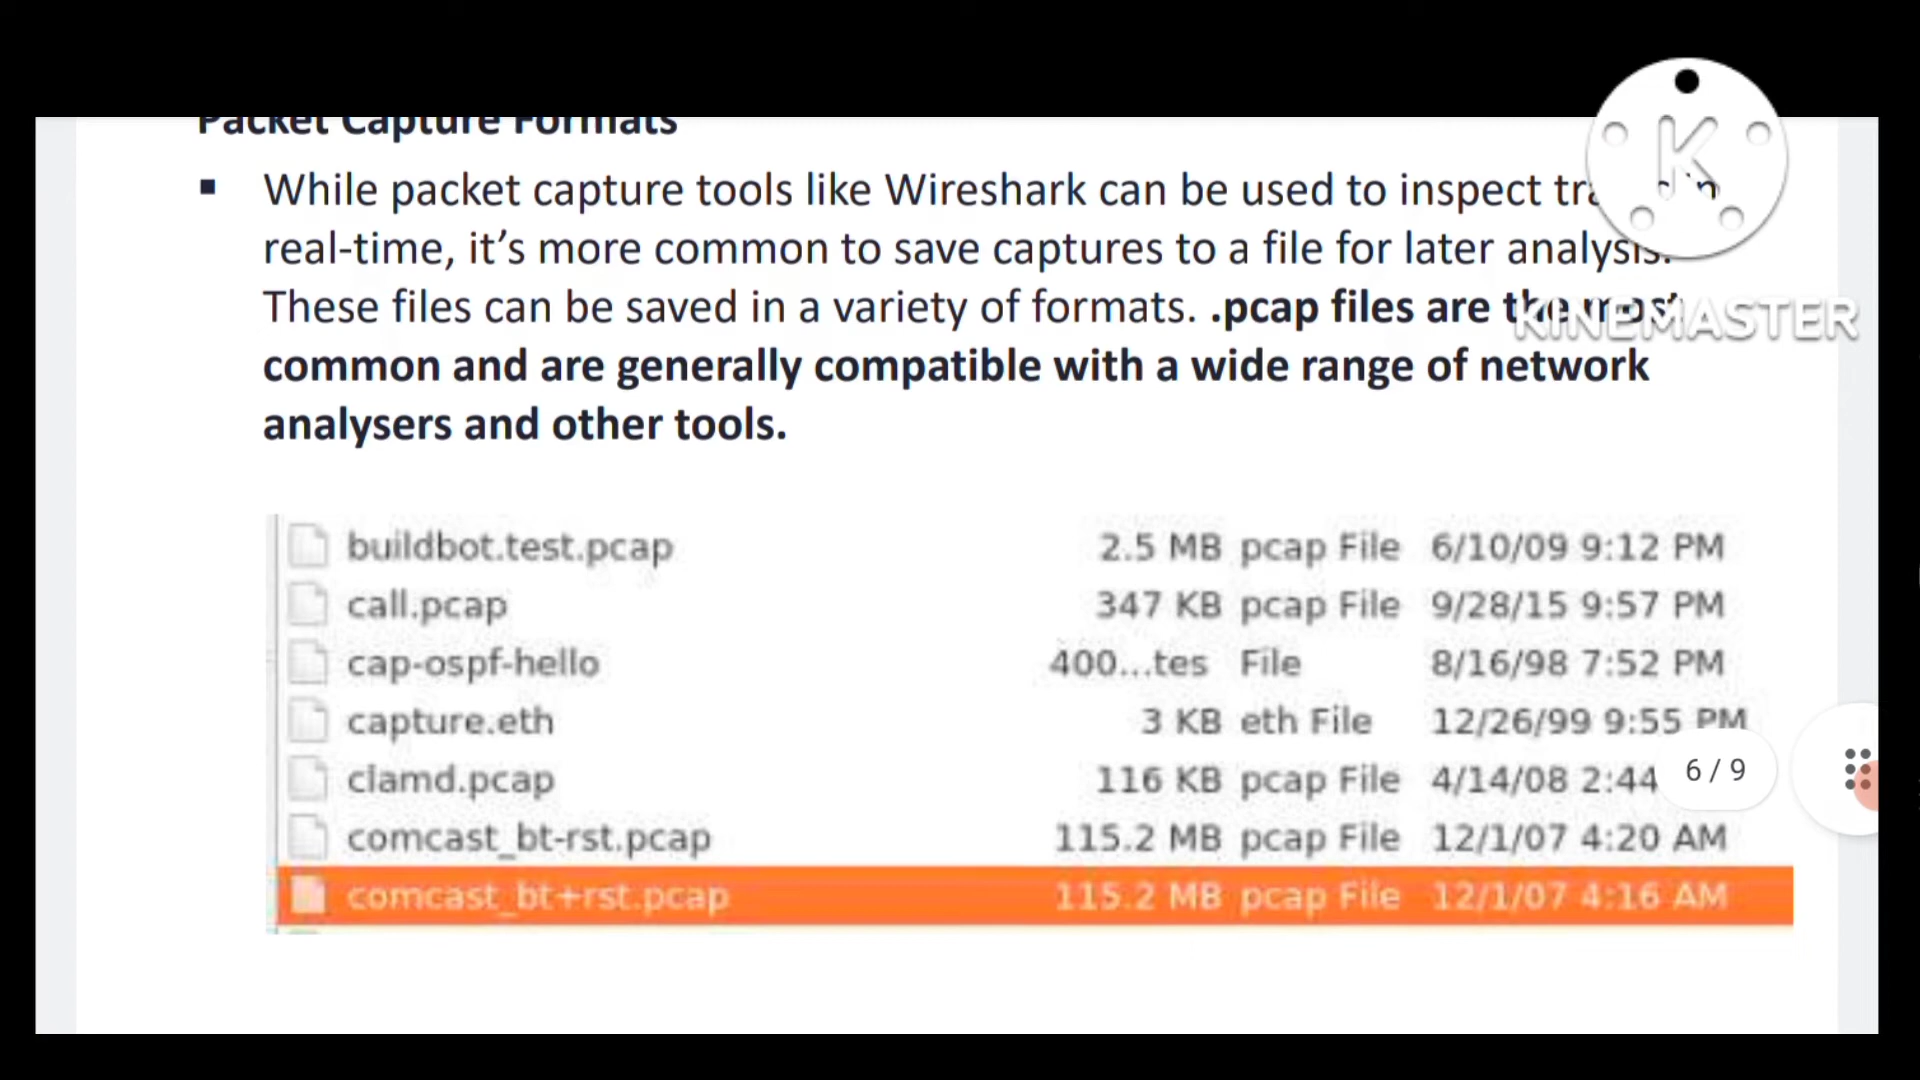 Packet Capture Formats
While packet capture tools like Wireshark can be used to inspect in
real-time, it’s more common to save captures to a file for later analysis.
These files can be saved in a variety of formats. .pcap files are the most
common and are generally compatible with a wide range of network
analysers and other tools.
KINEMASTER
buildbot.test.pcap 2.5 MB pcap File 6/10/09 9:12 PM
call.pcap 347 KB pcap File 9/28/15 9:57 PM
cap-ospf-hello 400...tes File 8/16/98 7:52 PM
capture.eth 3 KB eth File 12/26/99 9:55 PM
clamd.pcap 116 KB pcap File 4/14/08 2:44
6 / 9
comcast_bt-rst.pcap 115.2 MB pcap File 12/1/07 4:20 AM
comcast_bt+rst.pcap 115.2 MB pcap File 12/1/07 4:16 AM